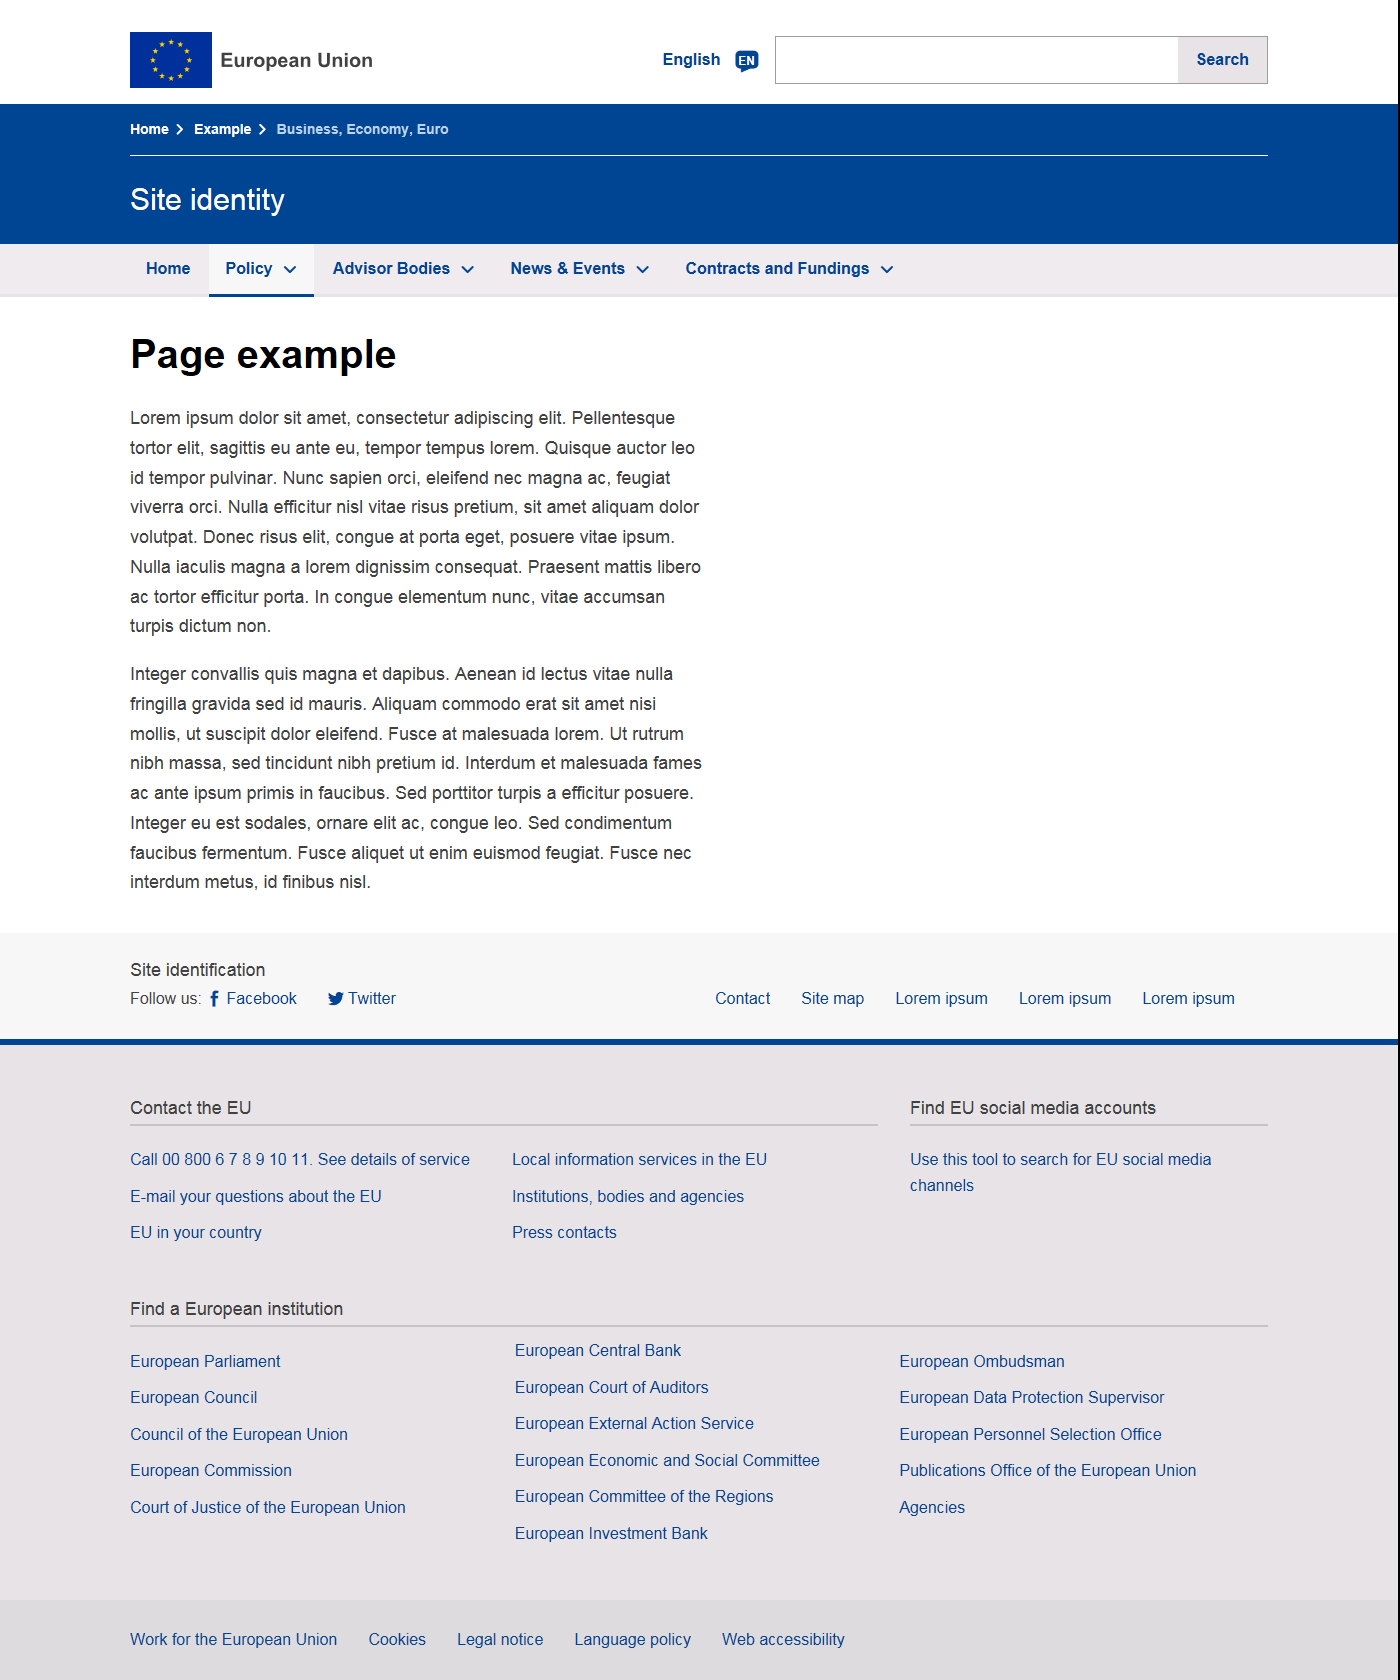 European Union
English EN Search
Home Example Business, Economy, Euro
Site identity
Home Policy Advisor Bodies News & Events Contracts and Fundings
Page example
Lorem ipsum dolor sit amet, consectetur adipiscing elit. Pellentesque
tortor elit, sagittis eu ante eu, tempor tempus lorem. Quisque auctor leo
id tempor pulvinar. Nunc sapien orci, eleifend nec magna ac, feugiat
viverra orci. Nulla efficitur nisl vitae risus pretium, sit amet aliquam dolor
volutpat. Donec risus elit, congue at porta eget, posuere vitae ipsum.
Nulla iaculis magna a lorem dignissim consequat. Praesent mattis libero
ac tortor efficitur porta. In congue elementum nunc, vitae accumsan
turpis dictum non.
Integer convallis quis magna et dapibus. Aenean id lectus vitae nulla
fringilla gravida sed id mauris. Aliquam commodo erat sit amet nisi
mollis, ut suscipit dolor eleifend. Fusce at malesuada lorem. Ut rutrum
nibh massa, sed tincidunt nibh pretium id. Interdum et malesuada fames
ac ante ipsum primis in faucibus. Sed porttitor turpis a efficitur posuere.
Integer eu est sodales, ornare elit ac, congue leo. Sed condimentum
faucibus fermentum. Fusce aliquet ut enim euismod feugiat. Fusce nec
interdum metus, id finibus nisl.
Site identification
Follow us: Facebook Twitter
Contact Site map Lorem ipsum Lorem ipsum Lorem ipsum
Contact the EU
Call 00 800 6 7 8 9 10 11. See details of service
E-mail your questions about the EU
EU in your country
Local information services in the EU
Institutions, bodies and agencies
Press contacts
Find EU social media accounts
Use this tool to search for EU social media
channels
Find a European institution
European Parliament
European Council
Council of the European Union
European Commission
Court of Justice of the European Union
European Central Bank
European Court of Auditors
European External Action Service
European Economic and Social Committee
European Committee of the Regions
European Investment Bank
European Ombudsman
European Data Protection Supervisor
European Personnel Selection Office
Publications Office of the European Union
Agencies
Work for the European Union Cookies Legal notice Language policy Web accessibility